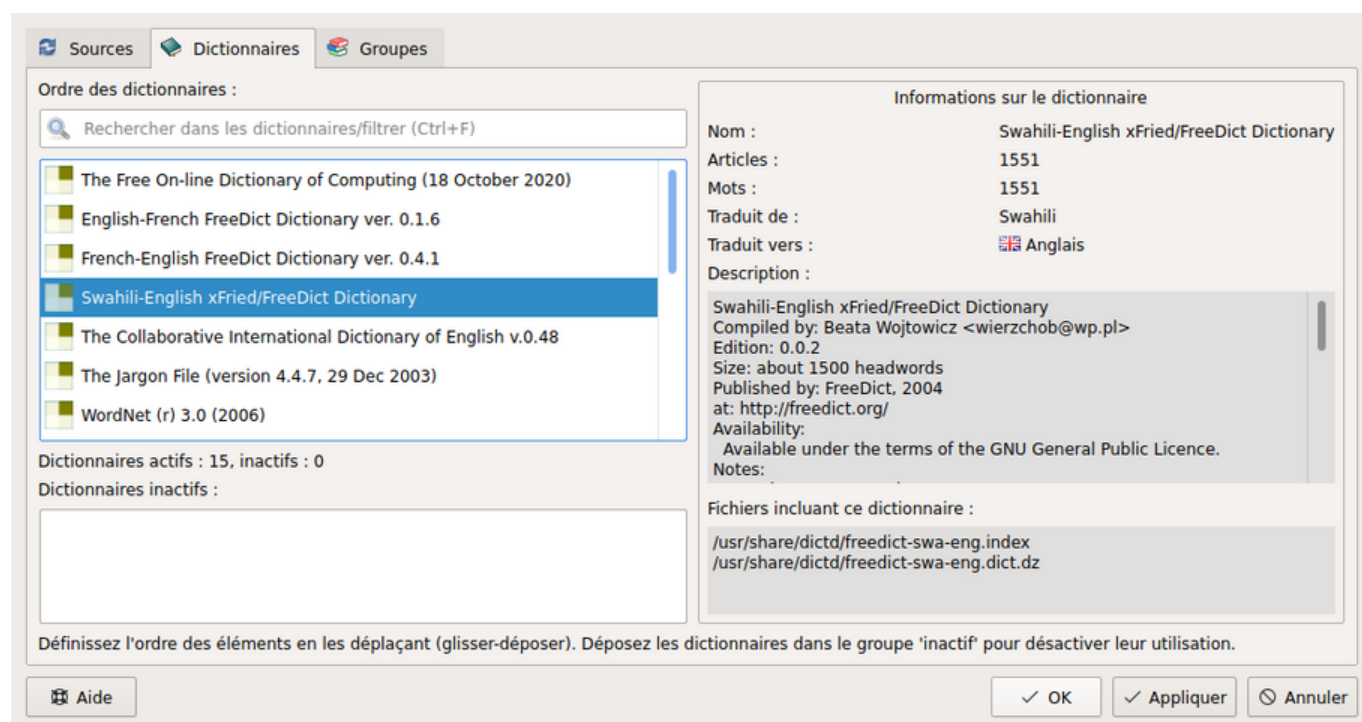 Sources
Dictionnaires
Groupes
Ordre des dictionnaires :
Rechercher dans les dictionnaires/filtrer (Ctrl+F)
The Free On-line Dictionary of Computing (18 October 2020)
English-French FreeDict Dictionary ver. 0.1.6
French-English FreeDict Dictionary ver. 0.4.1
Swahili-English xFried/FreeDict Dictionary
The Collaborative International Dictionary of English v.0.48
The Jargon File (version 4.4.7, 29 Dec 2003)
WordNet (r) 3.0 (2006)
Dictionnaires actifs : 15, inactifs : 0
Dictionnaires inactifs :
Informations sur le dictionnaire
Nom : Swahili-English xFried/FreeDict Dictionary
Articles : 1551
Mots : 1551
Traduit de : Swahili
Traduit vers : Anglais
Description :
Swahili-English xFried/FreeDict Dictionary
Compiled by: Beata Wojtowicz <wierzchob@wp.pl>
Edition: 0.0.2
Size: about 1500 headwords
Published by: FreeDict, 2004
at: http://freedict.org/
Availability:
Available under the terms of the GNU General Public Licence.
Notes:
Fichiers incluant ce dictionnaire :
/usr/share/dictd/freedict-swa-eng.index
/usr/share/dictd/freedict-swa-eng.dict.dz
Définissez l'ordre des éléments en les déplaçant (glisser-déposer). Déposez les dictionnaires dans le groupe 'inactif' pour désactiver leur utilisation.
Aide
OK
Appliquer
Annuler